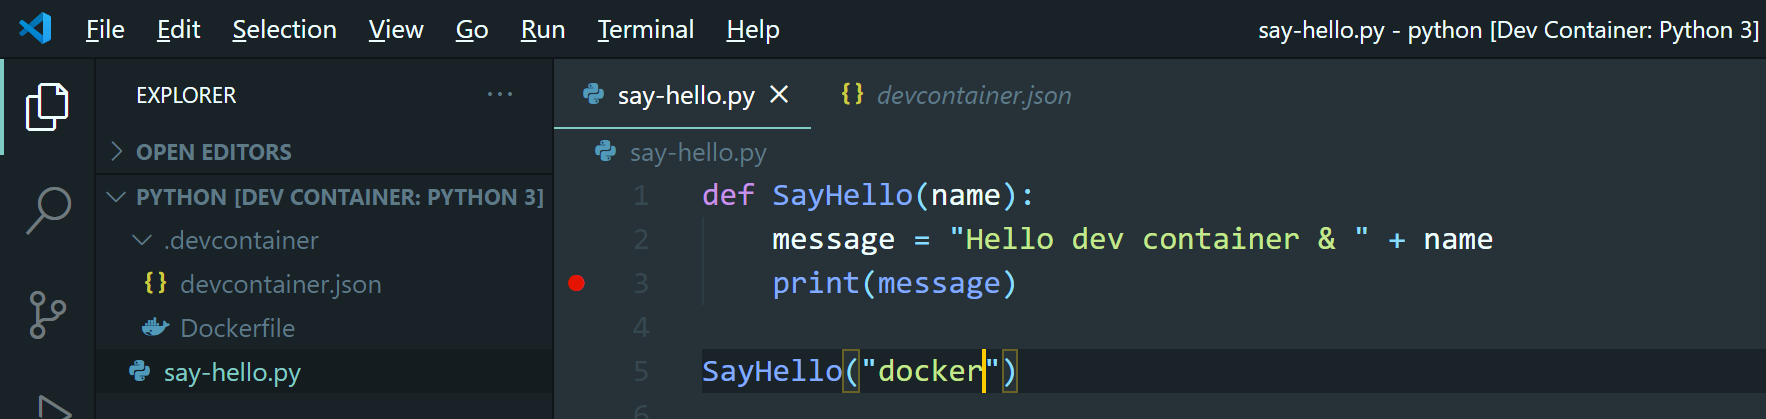 File Edit Selection View Go Run Terminal Help say-hello.py - python [Dev Container: Python 3]
EXPLORER ···
OPEN EDITORS
PYTHON [DEV CONTAINER: PYTHON 3]
.devcontainer
{} devcontainer.json
Dockerfile
say-hello.py
say-hello.py × {} devcontainer.json
say-hello.py
1 def SayHello(name):
2     message = "Hello dev container & " + name
3     print(message)
4
5 SayHello("docker")
6